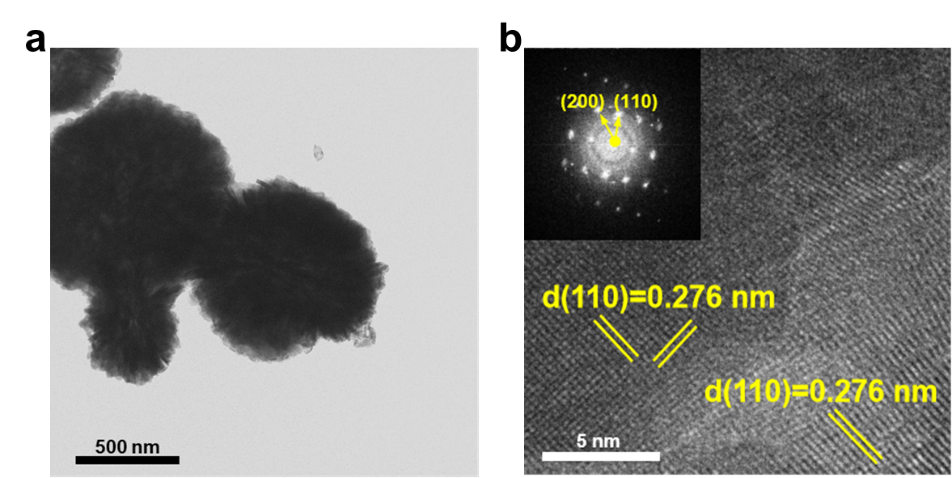 a
500 nm
b
(200) (110)
d(110)=0.276 nm
d(110)=0.276 nm
5 nm